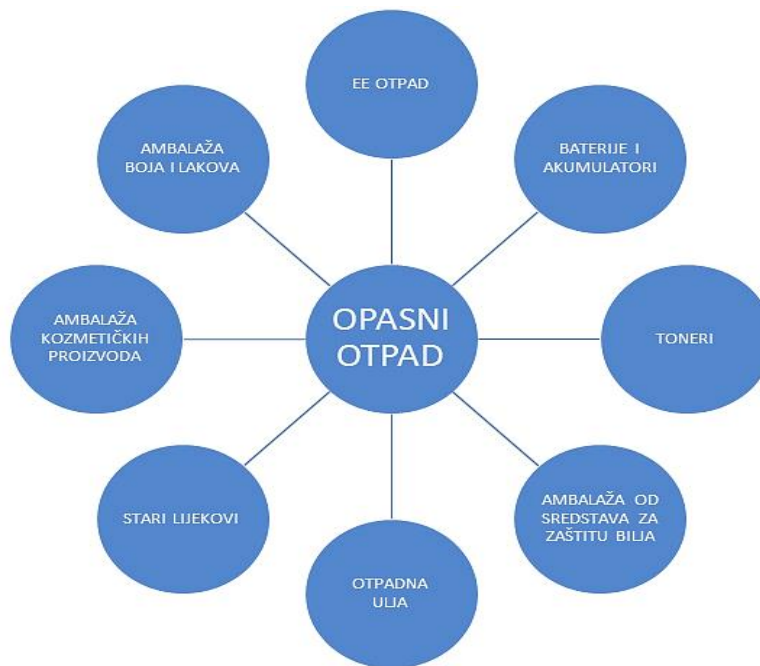 EE OTPAD
BATERIJE I
AKUMULATORI
TONERI
AMBALAŽA OD
SREDSTAVA ZA
ZAŠTITU BILJA
OTPADNA
ULJA
STARI LIJEKOVI
AMBALAŽA
KOZMETIČKIH
PROIZVODA
AMBALAŽA
BOJA I LAKOVA
OPASNI
OTPAD